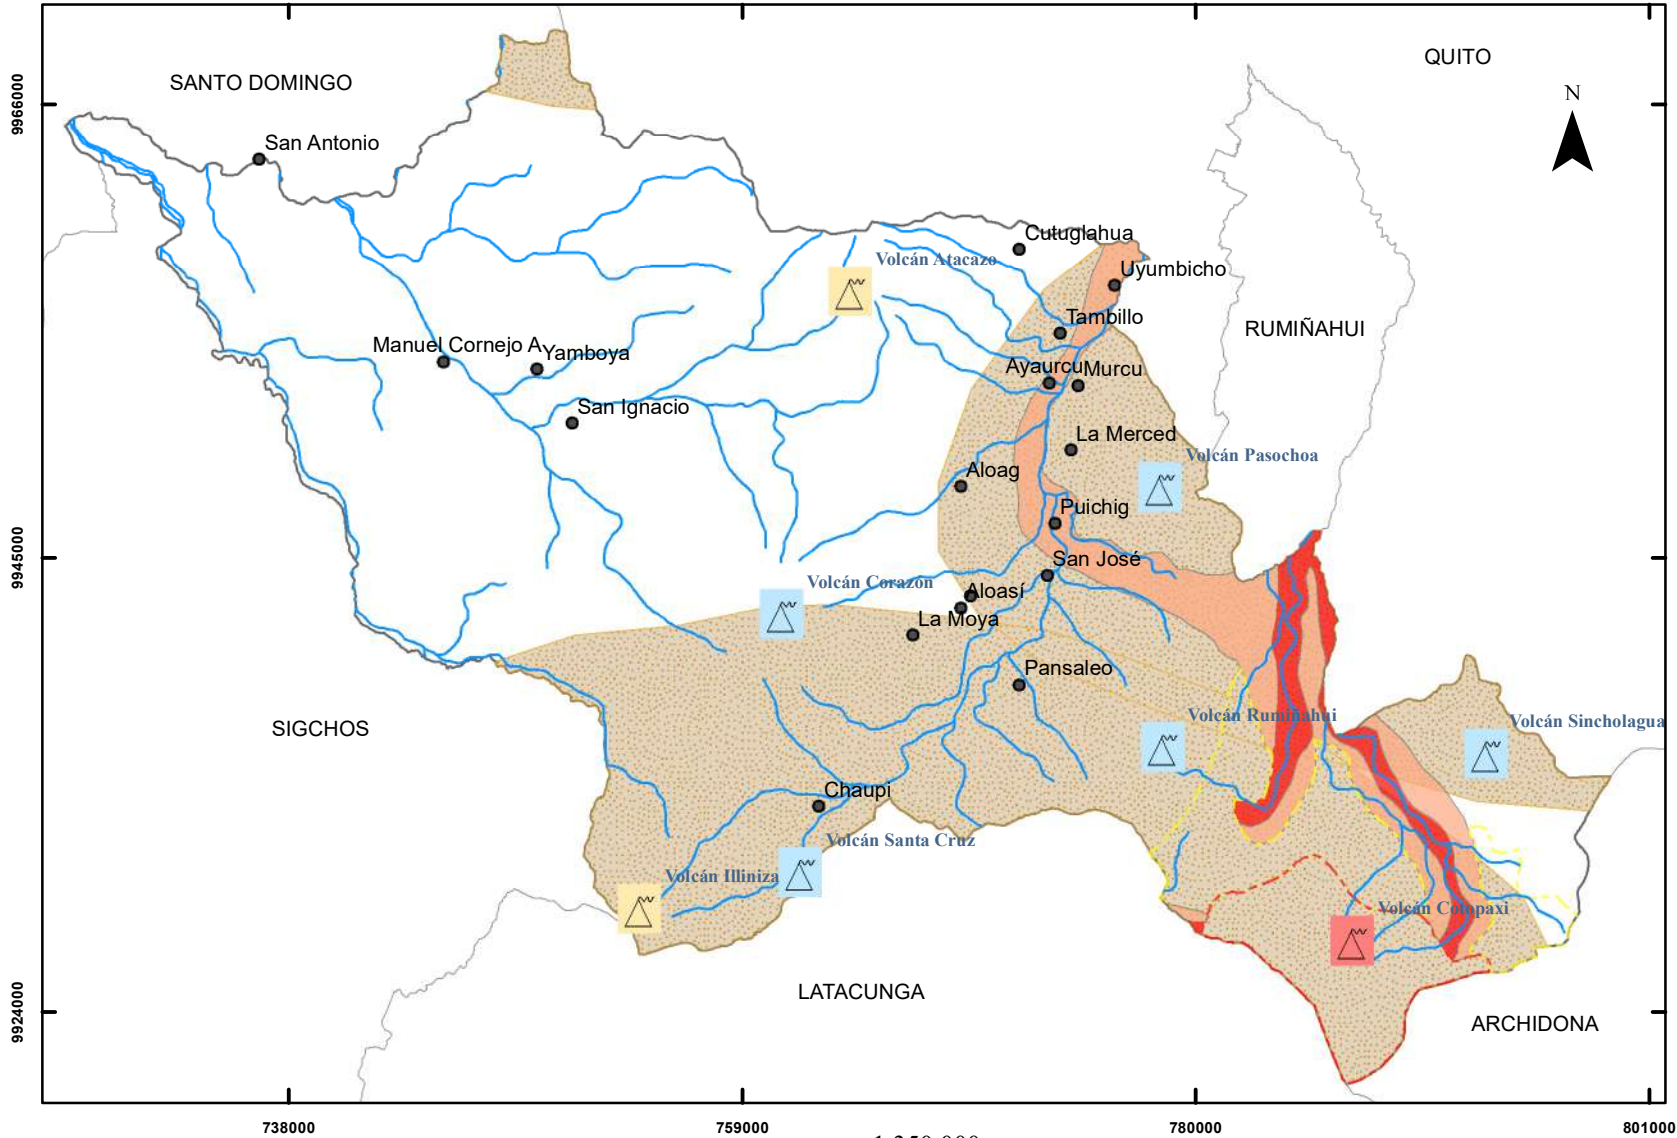 QUITO
SANTO DOMINGO
9966000
N
San Antonio
Cutuglahua
Volcán Atacazo
Uyumbicho
Tambillo
RUMIÑAHUI
Manuel Cornejo A
Yamboya
Ayaurcu
Murcu
San Ignacio
La Merced
Volcán Pasochoa
Aloag
Puichig
9945000
San José
Volcán Corazón
Aloasí
La Moya
Pansaleo
SIGCHOS
Volcán Rumiñahui
Volcán Sincholagua
Chaupi
Volcán Santa Cruz
Volcán Illiniza
Volcán Cotopaxi
LATACUNGA
9924000
ARCHIDONA
738000
759000
780000
801000